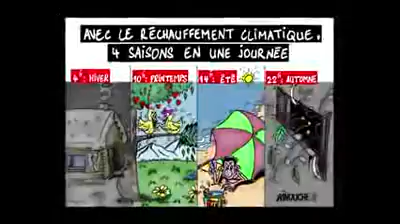 AVEC LE RÉCHAUFFEMENT CLIMATIQUE.
4 SAISONS EN UNE JOURNÉE
4°: HIVER
10°: PRINTEMPS
14°: ÉTÉ
22°: AUTOMNE